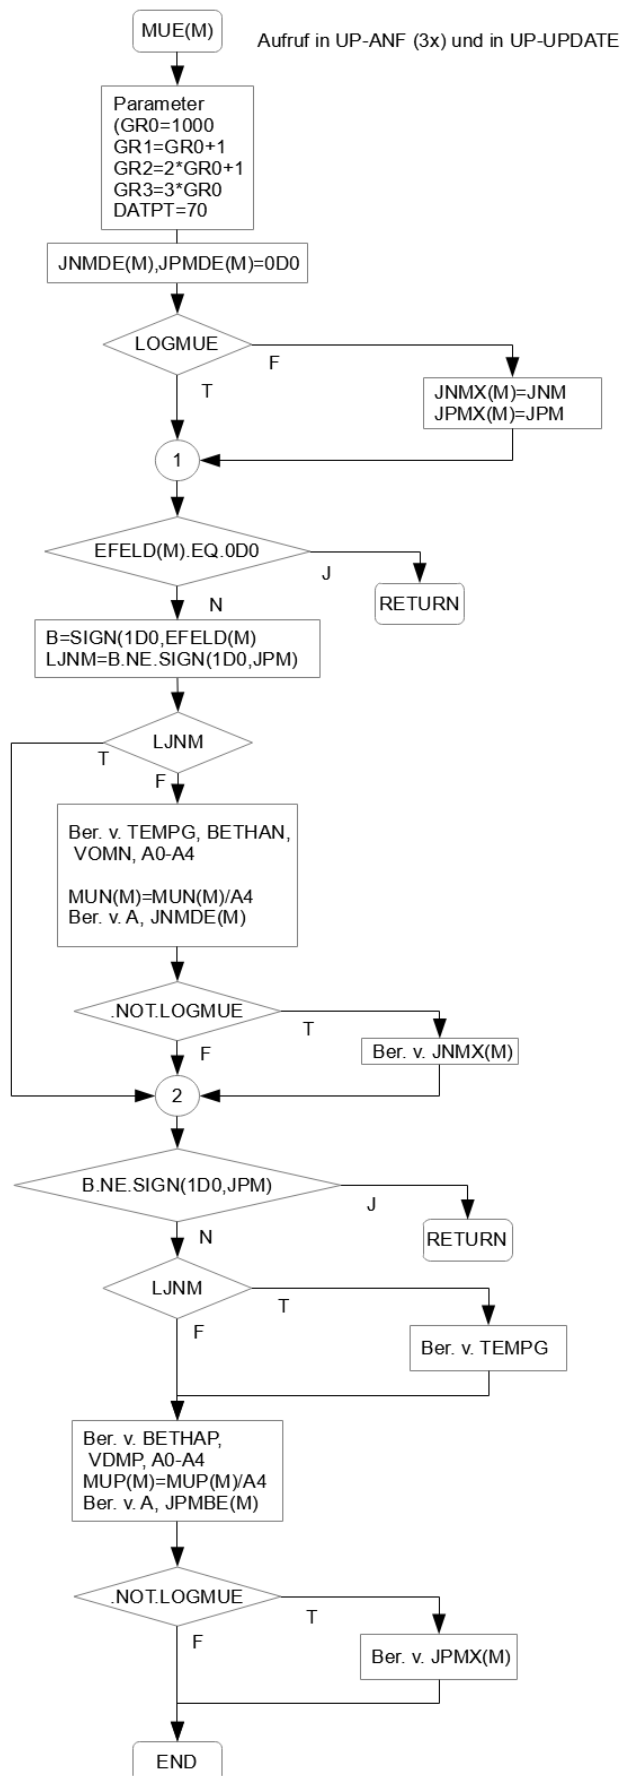 MUE(M)
Aufruf in UP-ANF (3x) und in UP-UPDATE
Parameter
(GR0=1000
GR1=GR0+1
GR2=2*GR0+1
GR3=3*GR0
DATPT=70
JNMDE(M),JPMDE(M)=0D0
LOGMUE
F
T
JNMX(M)=JNM
JPMX(M)=JPM
1
EFELD(M).EQ.0D0
J
N
RETURN
B=SIGN(1D0,EFELD(M)
LJNM=B.NE.SIGN(1D0,JPM)
LJNM
T
F
Ber. v. TEMPG, BETHAN,
VOMN, A0-A4
MUN(M)=MUN(M)/A4
Ber. v. A, JNMDE(M)
.NOT.LOGMUE
T
F
Ber. v. JNMX(M)
2
B.NE.SIGN(1D0,JPM)
J
N
RETURN
LJNM
T
F
Ber. v. TEMPG
Ber. v. BETHAP,
VDMP, A0-A4
MUP(M)=MUP(M)/A4
Ber. v. A, JPMBE(M)
.NOT.LOGMUE
T
F
Ber. v. JPMX(M)
END